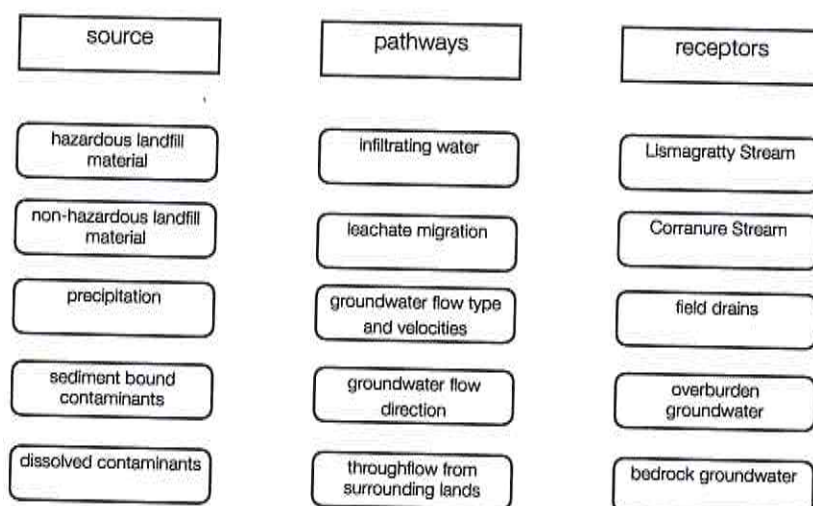 source
pathways
receptors
hazardous landfill
material
infiltrating water
Lismagratty Stream
non-hazardous landfill
material
leachate migration
Corranure Stream
precipitation
groundwater flow type
and velocities
field drains
sediment bound
contaminants
groundwater flow
direction
overburden
groundwater
dissolved contaminants
throughflow from
surrounding lands
bedrock groundwater